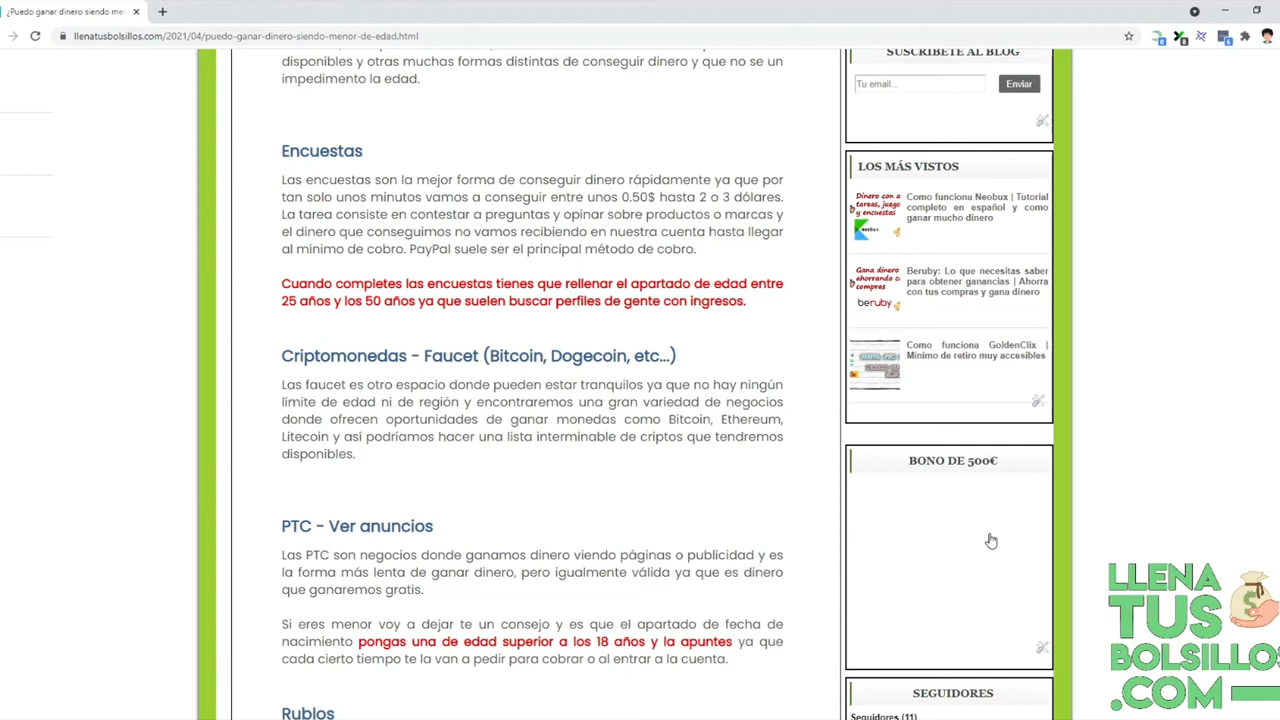 ¿Puedo ganar dinero siendo me
llenatusbolsillos.com/2021/04/puedo-ganar-dinero-siendo-menor-de-edad.html
disponibles y otras muchas formas distintas de conseguir dinero y que no se un
impedimento la edad.
Encuestas
Las encuestas son la mejor forma de conseguir dinero rápidamente ya que por
tan solo unos minutos vamos a conseguir entre unos 0.50$ hasta 2 o 3 dólares.
La tarea consiste en contestar a preguntas y opinar sobre productos o marcas y
el dinero que conseguimos no vamos recibiendo en nuestra cuenta hasta llegar
al mínimo de cobro. PayPal suele ser el principal método de cobro.
Cuando completes las encuestas tienes que rellenar el apartado de edad entre
25 años y los 50 años ya que suelen buscar perfiles de gente con ingresos.
Criptomonedas - Faucet (Bitcoin, Dogecoin, etc...)
Las faucet es otro espacio donde pueden estar tranquilos ya que no hay ningún
límite de edad ni de región y encontraremos una gran variedad de negocios
donde ofrecen oportunidades de ganar monedas como Bitcoin, Ethereum,
Litecoin y así podríamos hacer una lista interminable de criptos que tendremos
disponibles.
PTC - Ver anuncios
Las PTC son negocios donde ganamos dinero viendo páginas o publicidad y es
la forma más lenta de ganar dinero, pero igualmente válida ya que es dinero
que ganaremos gratis.
Si eres menor voy a dejar te un consejo y es que el apartado de fecha de
nacimiento pongas una de edad superior a los 18 años y la apuntes ya que
cada cierto tiempo te la van a pedir para cobrar o al entrar a la cuenta.
Rublos
SUSCRÍBETE AL BLOG
Tu email...
Enviar
LOS MÁS VISTOS
Dinero con
tareas, jueg
y encuestas
neobux
Como funciona Neobux | Tutorial
completo en español y como
ganar mucho dinero
Gana dinero
ahorrando c
compras
beruby
Beruby: Lo que necesitas saber
para obtener ganancias | Ahorra
con tus compras y gana dinero
Como funciona GoldenClix |
Mínimo de retiro muy accesibles
BONO DE 500€
SEGUIDORES
Seguidores (11)
LLENA
TUS
BOLSILLOS
.COM